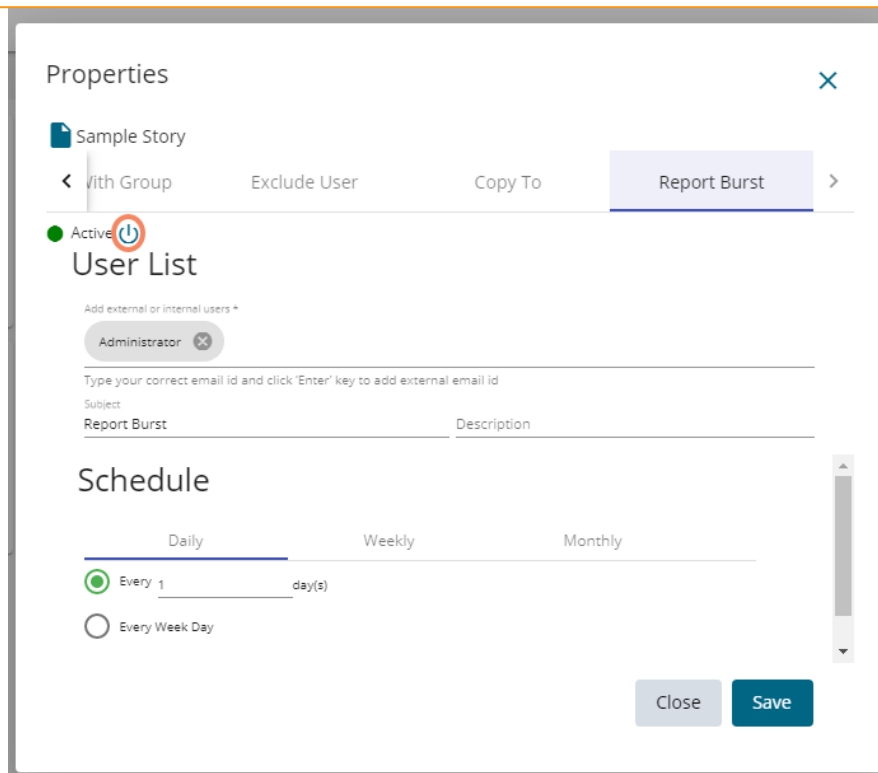 Properties
Sample Story
With Group Exclude User Copy To Report Burst
Active
User List
Add external or internal users *
Administrator
Type your correct email id and click 'Enter' key to add external email id
Subject
Report Burst Description
Schedule
Daily Weekly Monthly
Every 1 day(s)
Every Week Day
Close Save